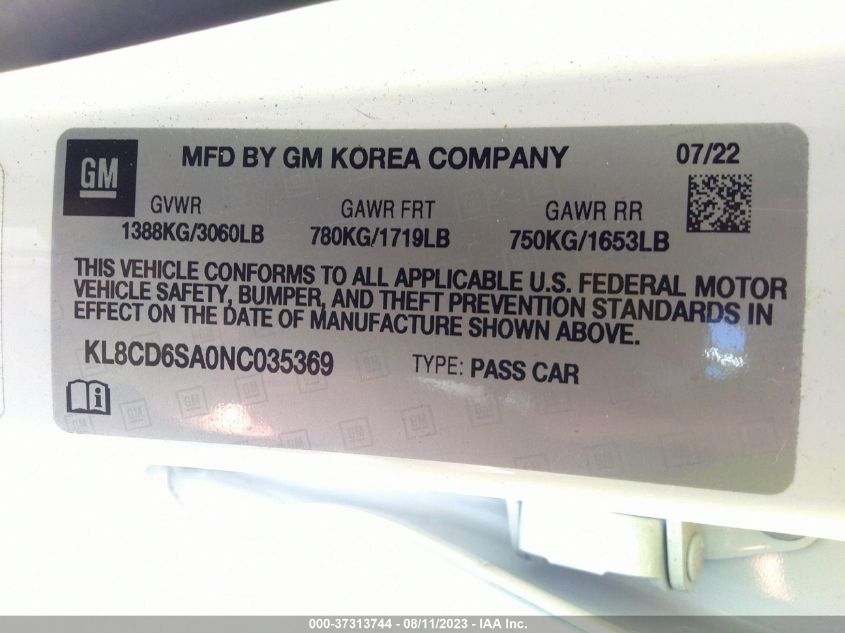 GM
MFD BY GM KOREA COMPANY
07/22
GVWR
GAWR FRT
GAWR RR
1388KG/3060LB
780KG/1719LB
750KG/1653LB
THIS VEHICLE CONFORMS TO ALL APPLICABLE U.S. FEDERAL MOTOR
VEHICLE SAFETY, BUMPER, AND THEFT PREVENTION STANDARDS IN
EFFECT ON THE DATE OF MANUFACTURE SHOWN ABOVE.
KL8CD6SA0NC035369
TYPE: PASS CAR
000-37313744 - 08/11/2023 - IAA Inc.